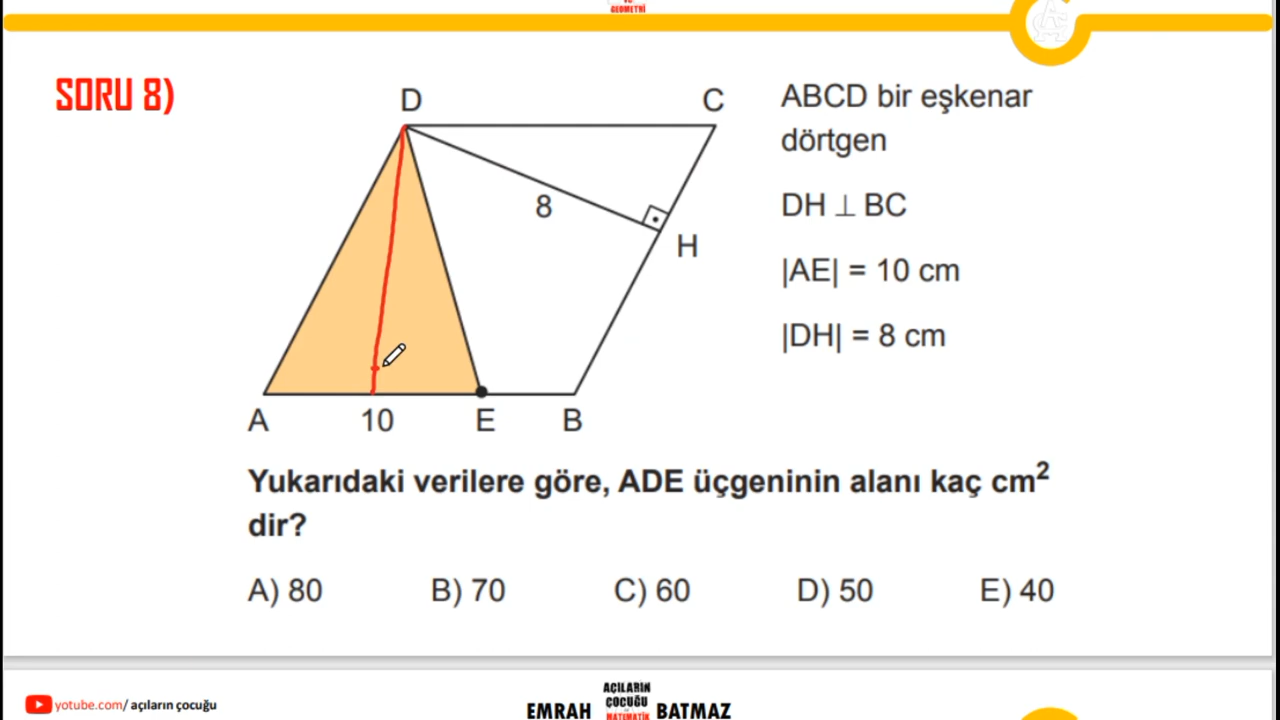 GEOMETRİ
SORU 8)
D
C
8
H
A
10
E
B
ABCD bir eşkenar
dörtgen
DH ⊥ BC
|AE| = 10 cm
|DH| = 8 cm
Yukarıdaki verilere göre, ADE üçgeninin alanı kaç cm²
dir?
A) 80 B) 70 C) 60 D) 50 E) 40
yotube.com/ açıların çocuğu
EMRAH AÇILARIN ÇOCUĞU MATEMATİK BATMAZ